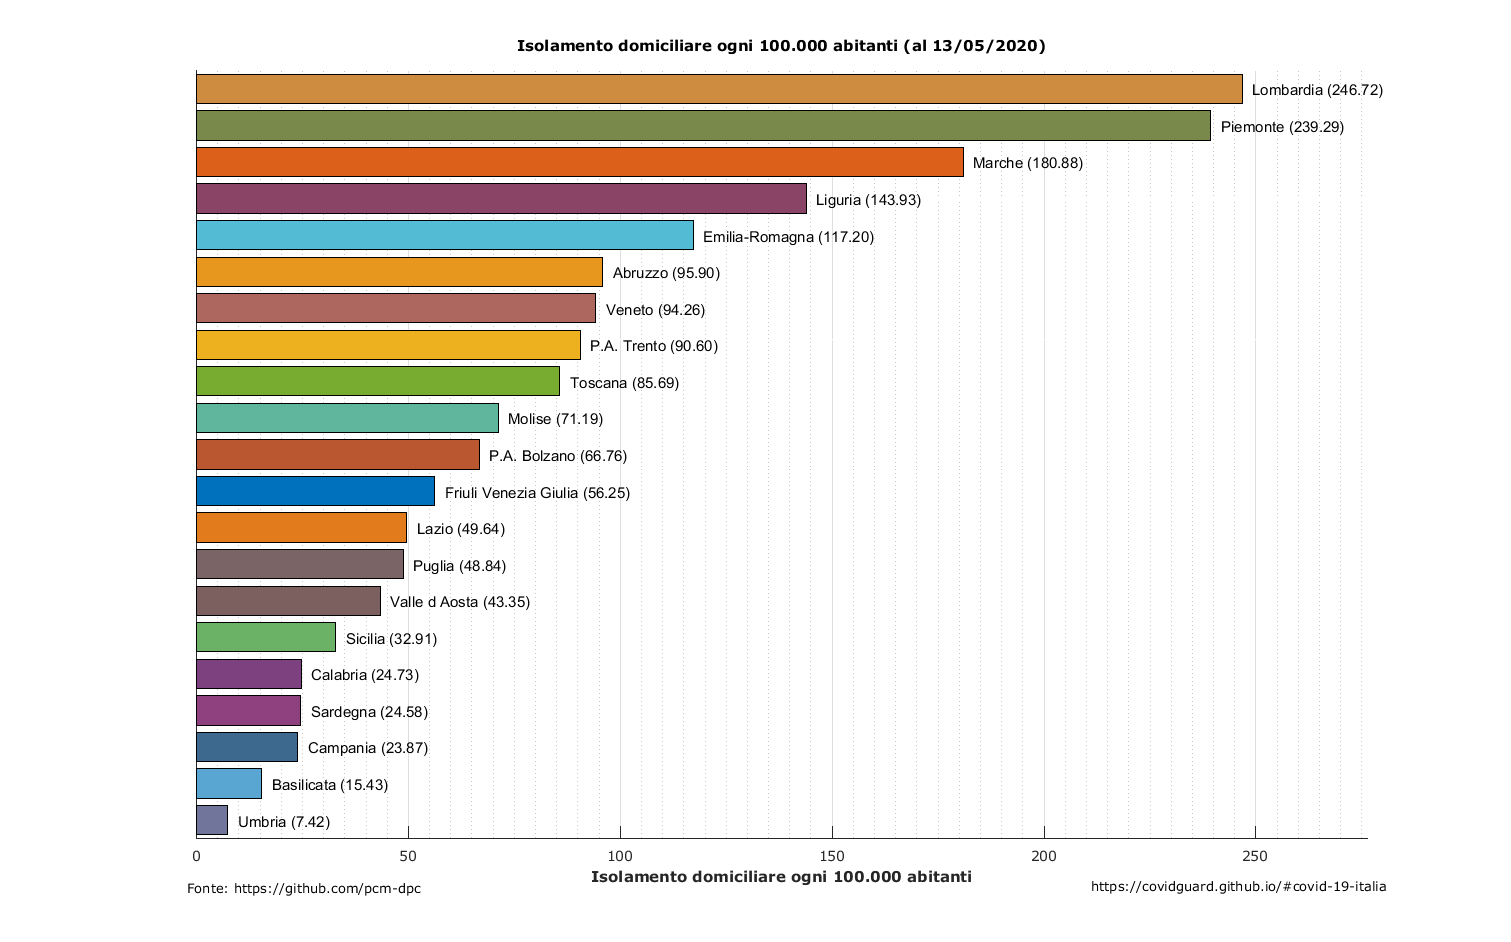 Isolamento domiciliare ogni 100.000 abitanti (al 13/05/2020)
Lombardia (246.72)
Piemonte (239.29)
Marche (180.88)
Liguria (143.93)
Emilia-Romagna (117.20)
Abruzzo (95.90)
Veneto (94.26)
P.A. Trento (90.60)
Toscana (85.69)
Molise (71.19)
P.A. Bolzano (66.76)
Friuli Venezia Giulia (56.25)
Lazio (49.64)
Puglia (48.84)
Valle d Aosta (43.35)
Sicilia (32.91)
Calabria (24.73)
Sardegna (24.58)
Campania (23.87)
Basilicata (15.43)
Umbria (7.42)
0 50 100 150 200 250
Isolamento domiciliare ogni 100.000 abitanti
Fonte: https://github.com/pcm-dpc
https://covidguard.github.io/#covid-19-italia